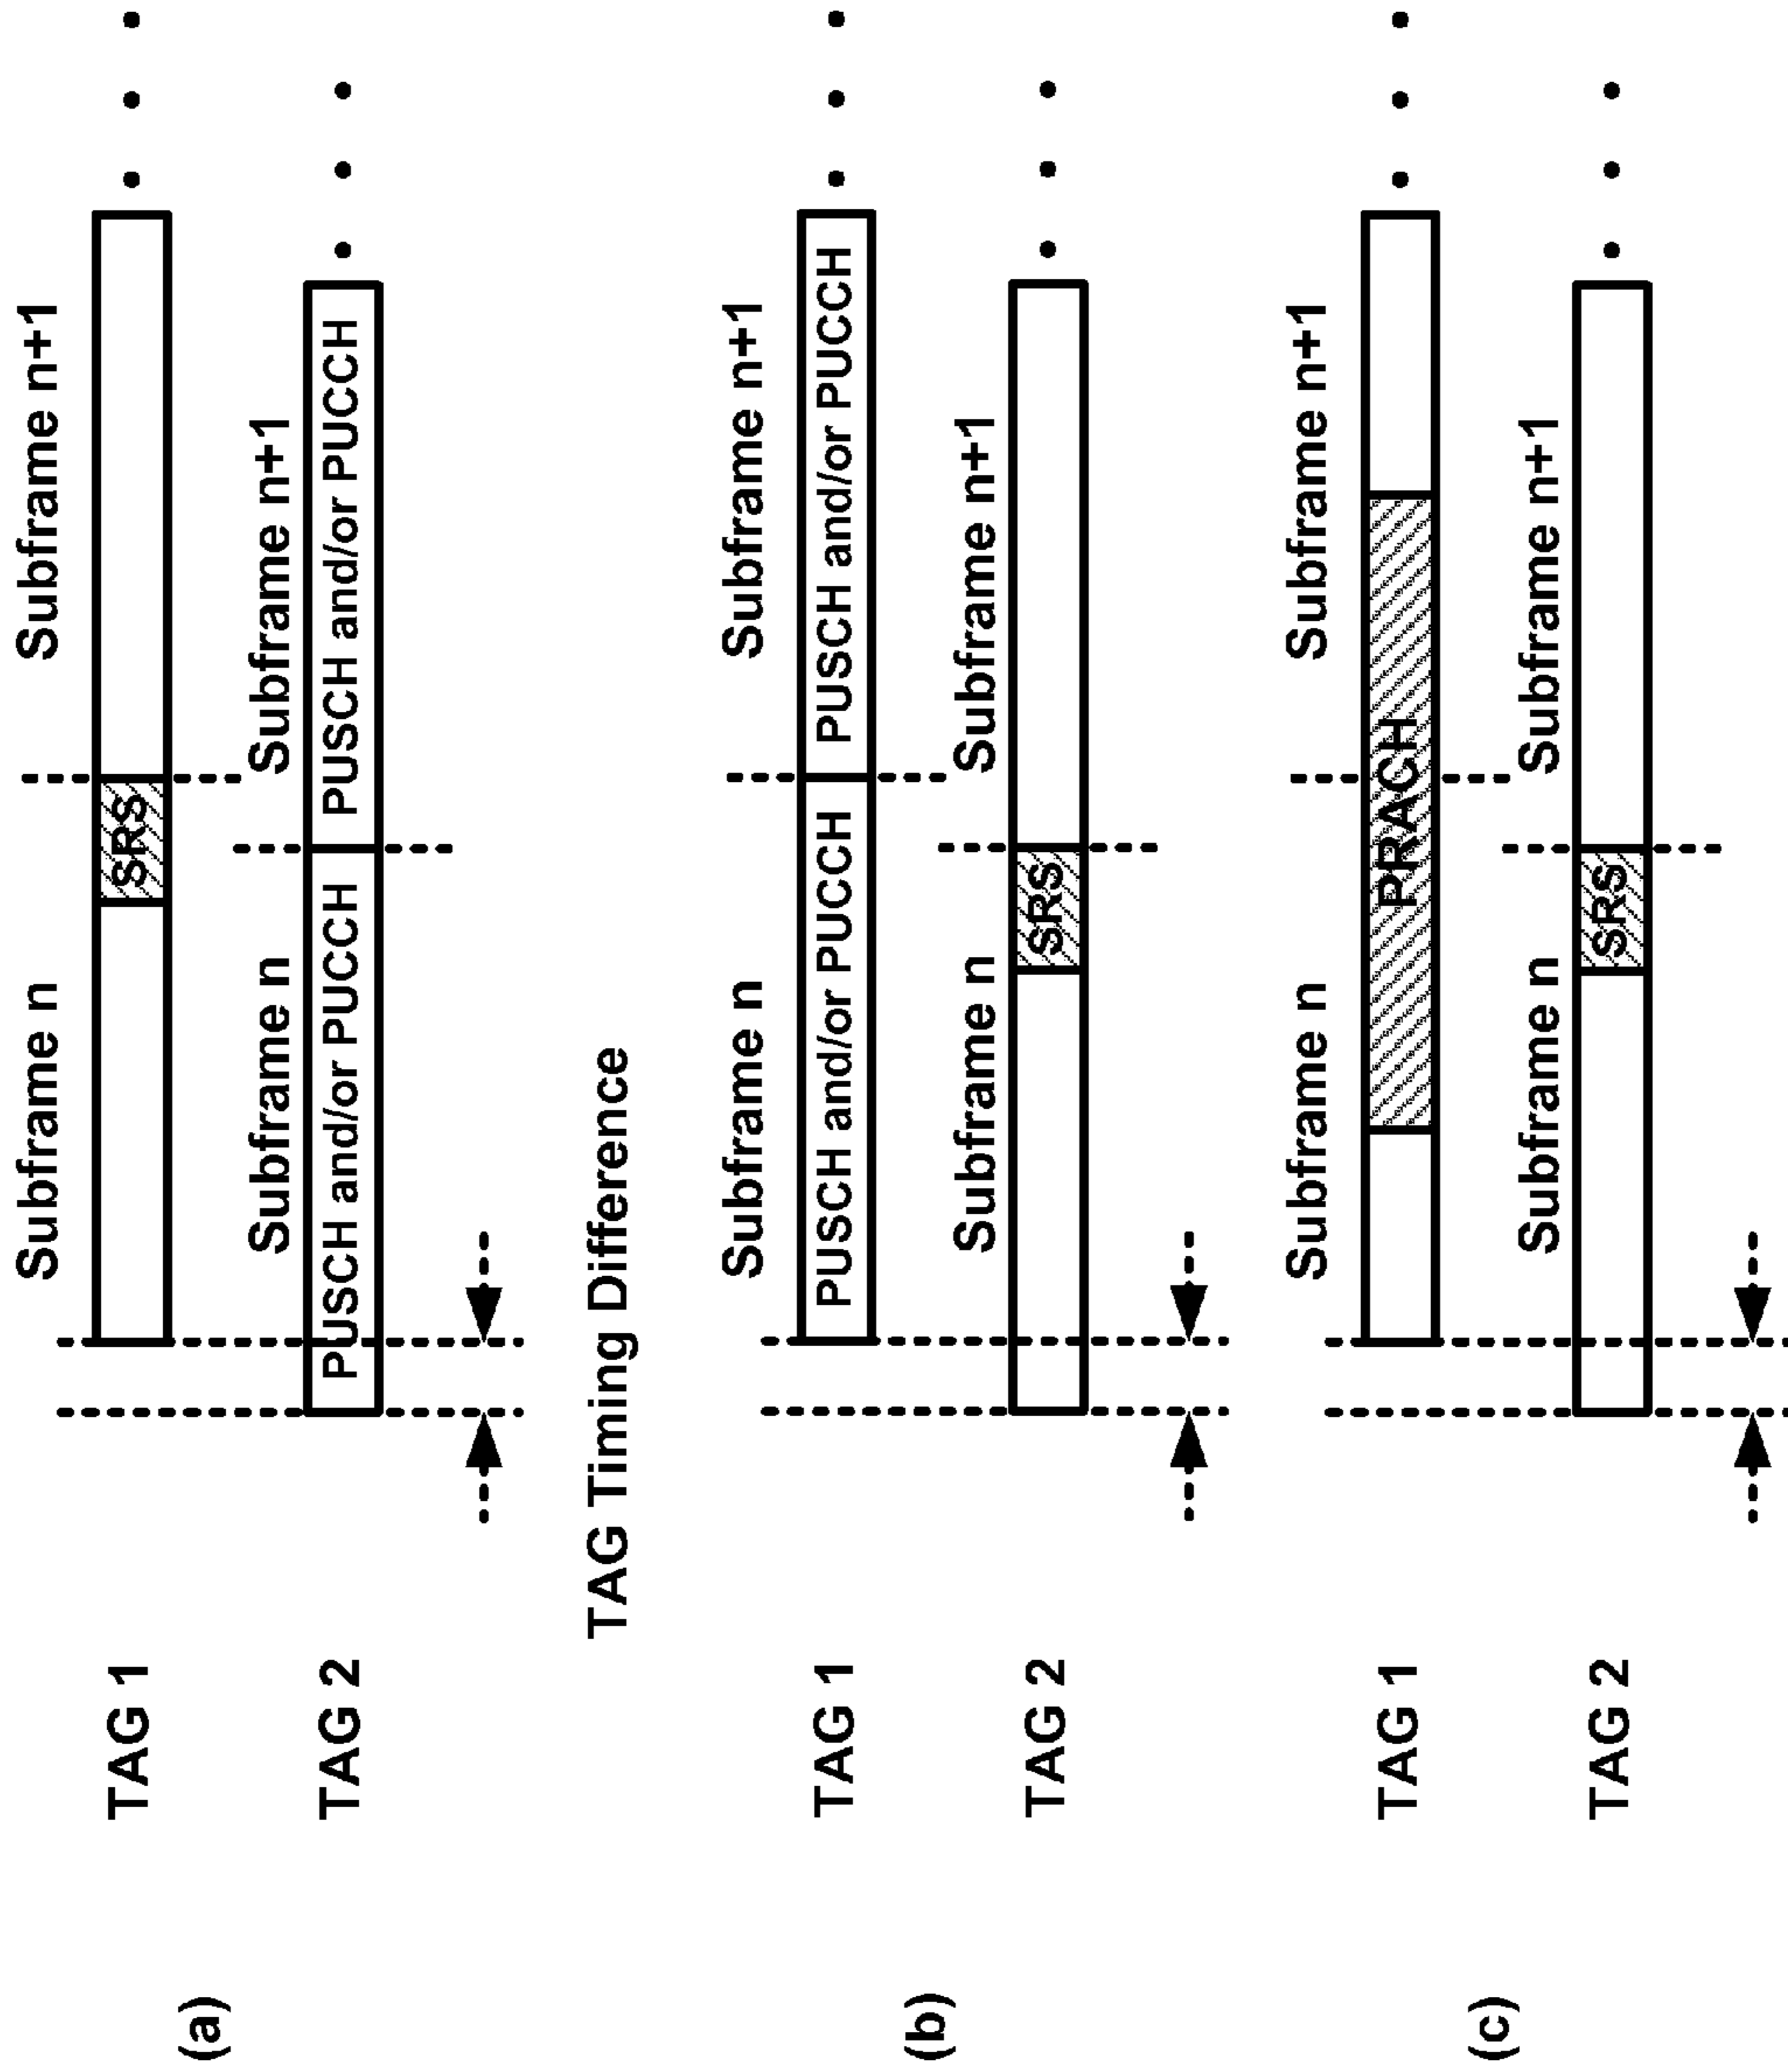 (a)
Subframe n
Subframe n+1
TAG 1
SRS
Subframe n
Subframe n+1
TAG 2
PUSCH and/or PUCCH
PUSCH and/or PUCCH
TAG Timing Difference
(b)
Subframe n
Subframe n+1
TAG 1
PUSCH and/or PUCCH
PUSCH and/or PUCCH
Subframe n
Subframe n+1
TAG 2
SRS
(c)
Subframe n
Subframe n+1
TAG 1
PRACH
Subframe n
Subframe n+1
TAG 2
SRS